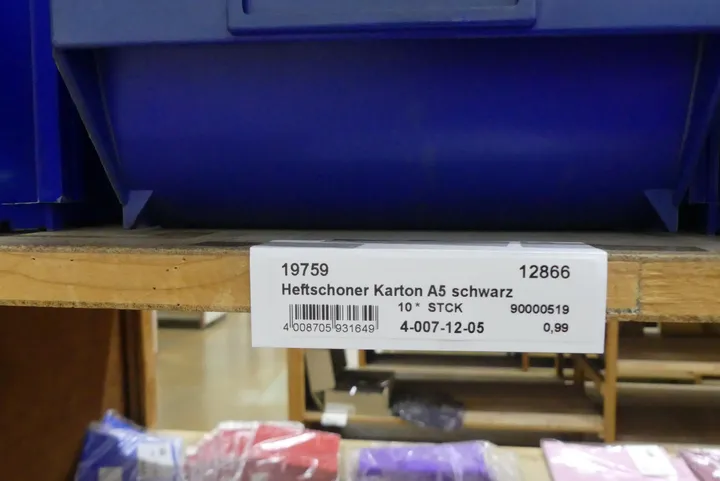 19759 12866
Heftschoner Karton A5 schwarz
10* STCK 90000519
4 008705 931649 4-007-12-05 0,99